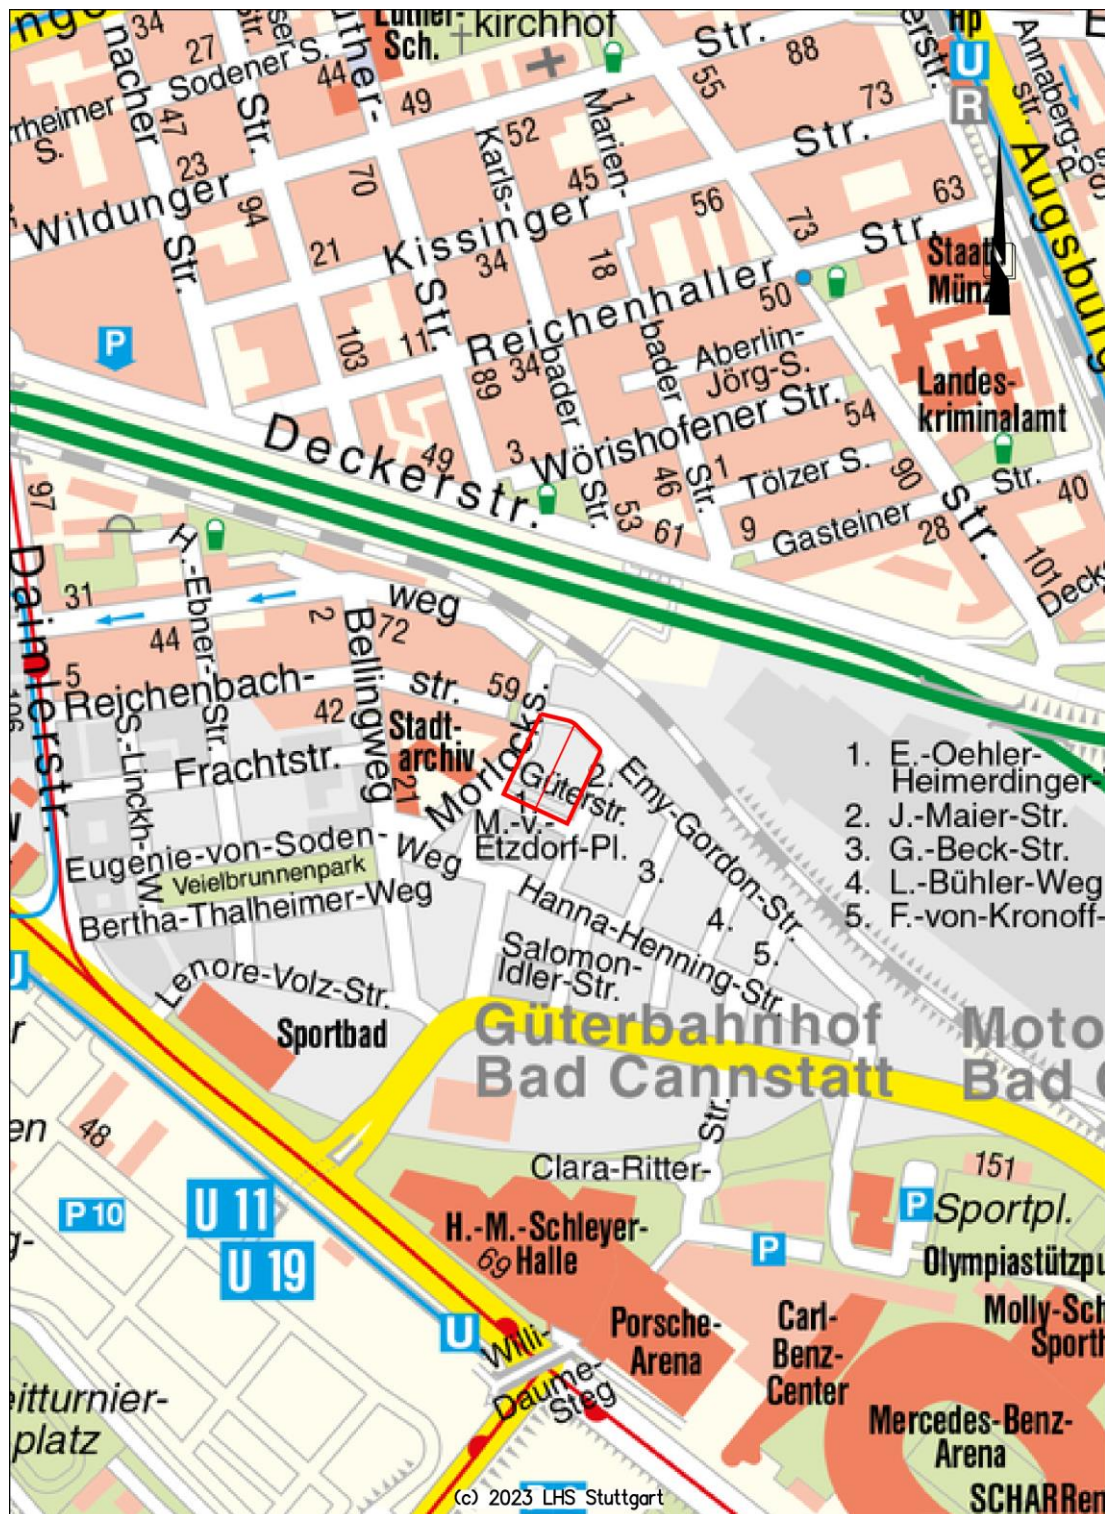 34
27
Str.
Luther-
Sch.
kirchhof
Str.
88
Hp
U
R
Annaberg-
str.
nacher
Sodener S.
44
49
55
73
rrheimer
S.
47
23
Str.
52
Karls-
1
Marien-
Str.
Augsburg
Wildunger
Str.
94
70
21
Kissinger
45
56
63
73
Str.
Staatl.
Münz
34
18
Str.
Reichenhaller
50
P
103
11
89
34
bader
Str.
bader
Str.
Aberlin-
Jörg-S.
Landes-
kriminalamt
Deckerstr.
49
3
Wörishofener Str.
54
46
1
Tölzer S.
90
Str.
Str.
40
53
61
9
Gasteiner
28
101
97
H.-Ebner-Str.
Daimlerstr.
31
44
2
Bellingweg
72
weg
5
106
Reichenbach-
str.
59
42
Stadt-
archiv
Morlocks.
S.-Linckh-W.
Frachtstr.
21
Güterstr.
2.
1.
M.-v.-
Etzdorf-Pl.
Emy-Gordon-Str.
1. E.-Oehler-
Heimerdinger-
2. J.-Maier-Str.
3. G.-Beck-Str.
4. L.-Bühler-Weg
5. F.-von-Kronoff-
Eugenie-von-Soden-
Weg
Veielbrunnenpark
Bertha-Thalheimer-Weg
3.
4.
5.
Hanna-Henning-Str.
Salomon-
Idler-Str.
Lenore-Volz-Str.
Sportbad
Güterbahnhof
Bad Cannstatt
Moto
Bad C
U
r
en
48
Str.
Clara-Ritter-
151
P
Sportpl.
P 10
U 11
U 19
g-
H.-M.-Schleyer-
Halle
69
P
Olympiastützpu
U
Willi-
Daume-
Steg
Porsche-
Arena
Carl-
Benz-
Center
Molly-Sch
Sporth
eitturnier-
platz
Mercedes-Benz-
Arena
SCHARRen
(c) 2023 LHS Stuttgart